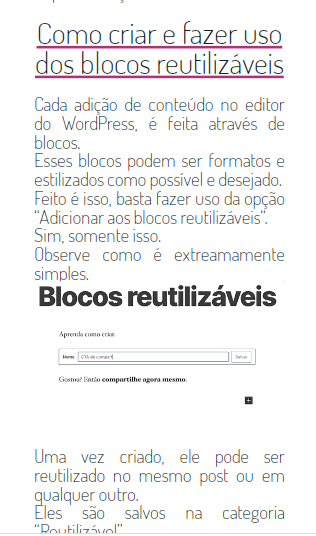 Como criar e fazer uso
dos blocos reutilizáveis
Cada adição de conteúdo no editor
do WordPress, é feita através de
blocos.
Esses blocos podem ser formatos e
estilizados como possível e desejado.
Feito é isso, basta fazer uso da opção
“Adicionar aos blocos reutilizáveis“.
Sim, somente isso.
Observe como é extreamamente
simples.
Blocos reutilizáveis
Aprenda como criar.
Nome: CTA de compart Salvar
Gostou? Então compartilhe agora mesmo.
Uma vez criado, ele pode ser
reutilizado no mesmo post ou em
qualquer outro.
Eles são salvos na categoria
“Reutilizável”